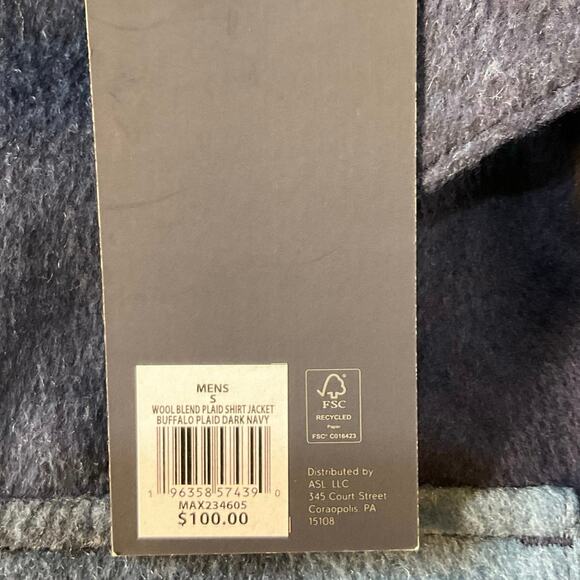 MENS
S
WOOL BLEND PLAID SHIRT JACKET
BUFFALO PLAID DARK NAVY
1 96358 57439 0
MAX234605
$100.00
FSC
RECYCLED
Paper
FSC® C016423
Distributed by
ASL LLC
345 Court Street
Coraopolis, PA
15108